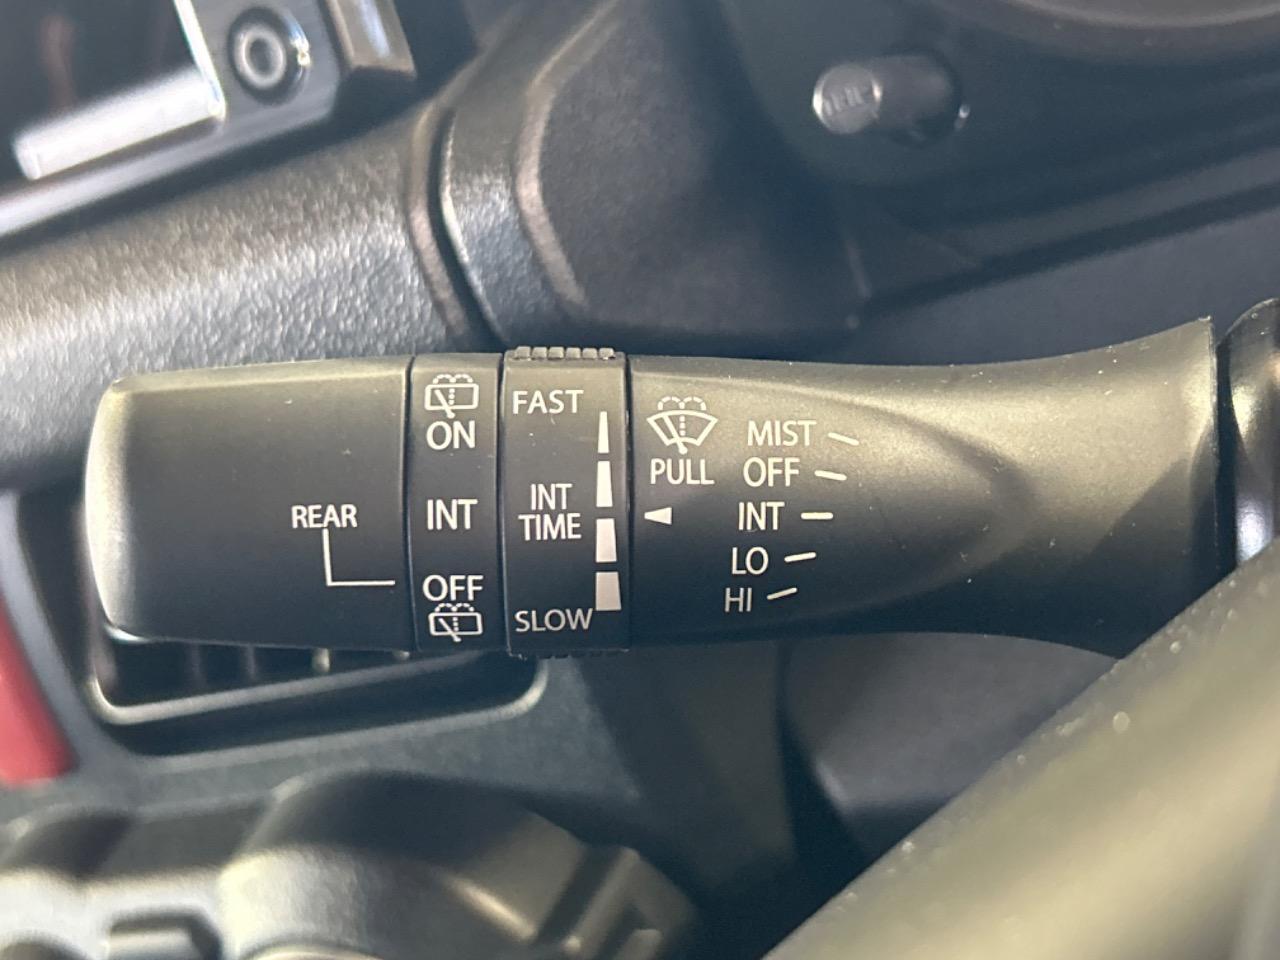 REAR
ON
INT
OFF
FAST
INT
TIME
SLOW
PULL
MIST
OFF
INT
LO
HI